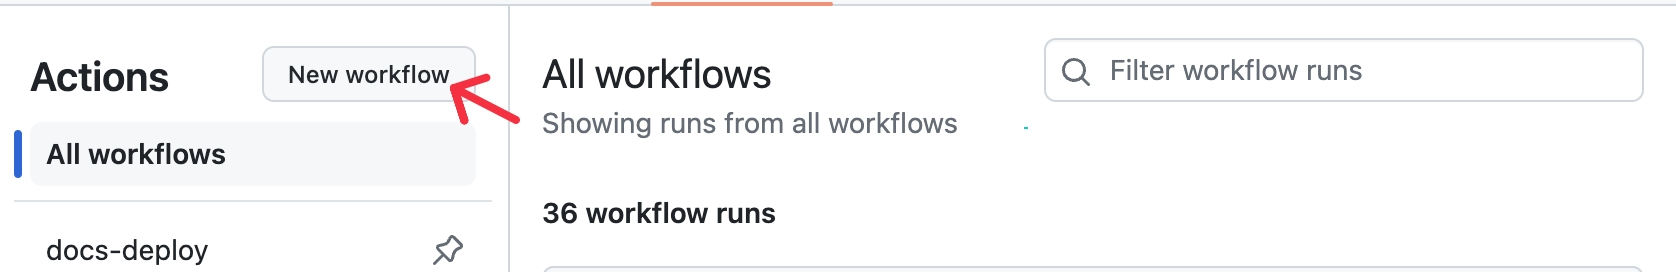 Actions
New workflow
All workflows
docs-deploy
All workflows
Showing runs from all workflows
Filter workflow runs
36 workflow runs